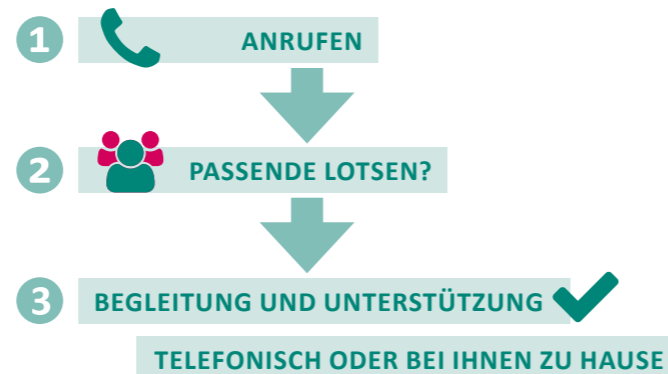 1 ANRUFEN
2 PASSENDE LOTSEN?
3 BEGLEITUNG UND UNTERSTÜTZUNG
TELEFONISCH ODER BEI IHNEN ZU HAUSE